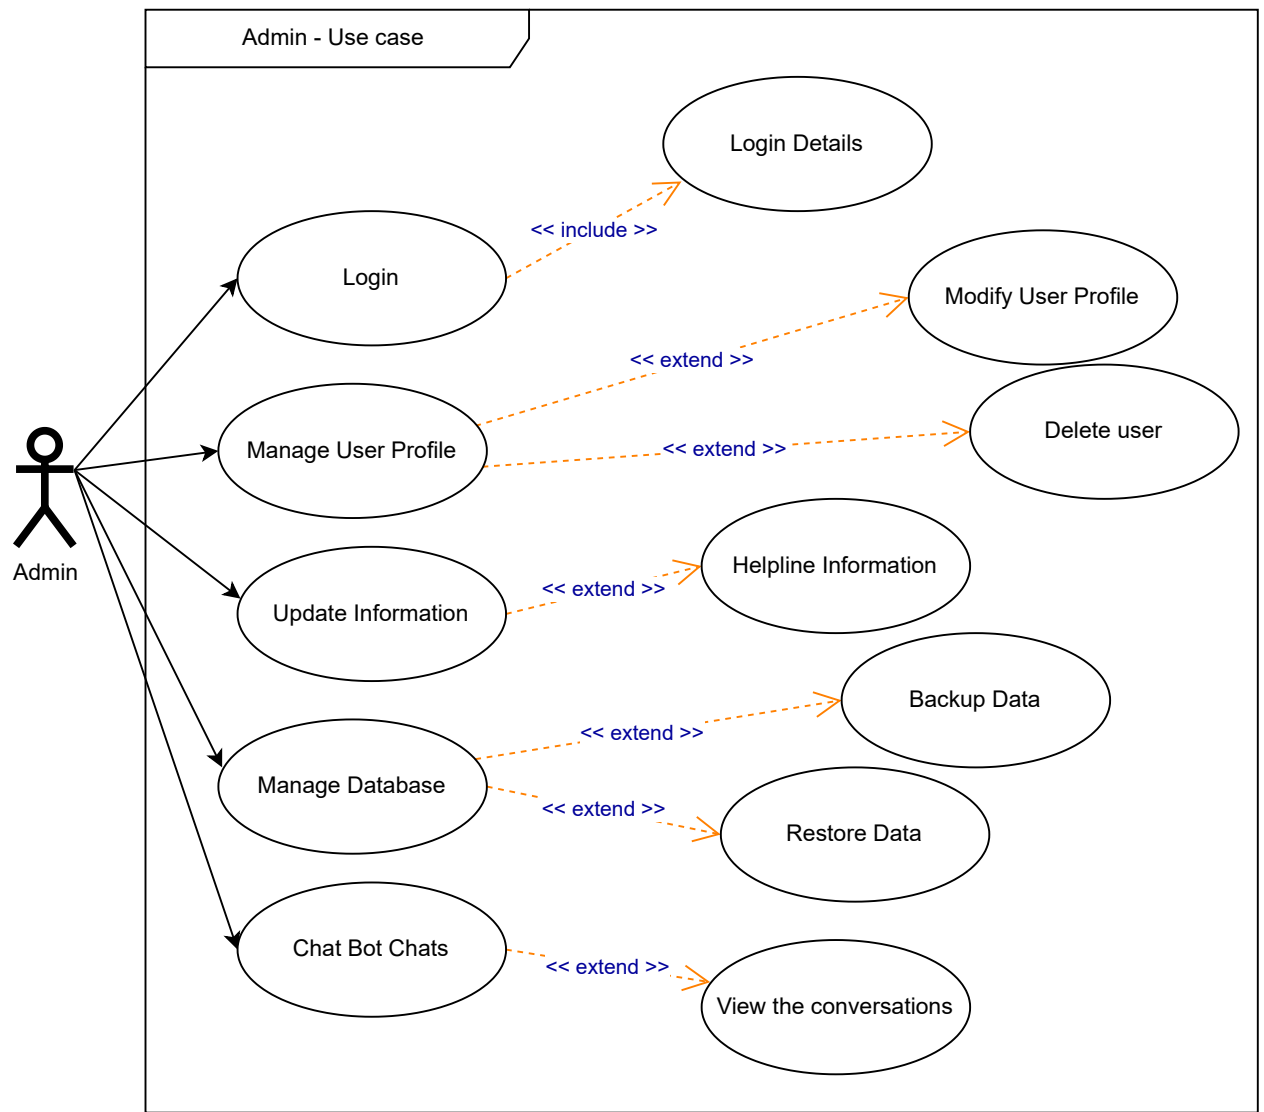 Admin - Use case
Login Details
<< include >>
Login
Modify User Profile
<< extend >>
Delete user
Manage User Profile
<< extend >>
Admin
Helpline Information
<< extend >>
Update Information
Backup Data
<< extend >>
Manage Database
<< extend >>
Restore Data
Chat Bot Chats
<< extend >>
View the conversations